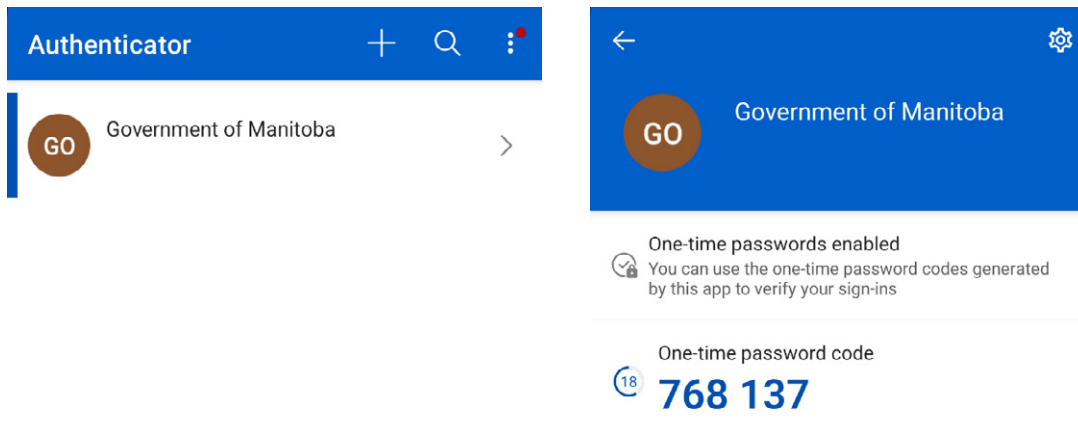 Authenticator
GO
Government of Manitoba
GO
Government of Manitoba
One-time passwords enabled
You can use the one-time password codes generated
by this app to verify your sign-ins
One-time password code
18
768 137